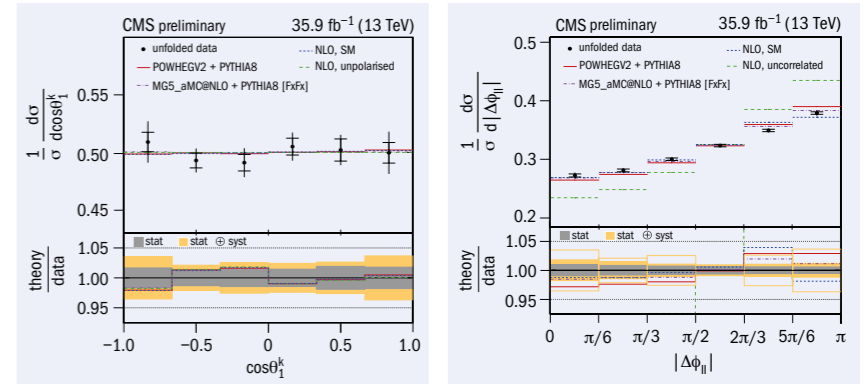 CMS preliminary 35.9 fb⁻¹ (13 TeV)
unfolded data
POWHEGV2 + PYTHIA8
MG5_aMC@NLO + PYTHIA8 [FxFx]
NLO, SM
NLO, unpolarised
1/σ dσ/dcosθ₁ᵏ
0.55
0.50
0.45
stat
stat ⊕ syst
theory/data
1.05
1.00
0.95
−1.0 −0.5 0 0.5 1.0
cosθ₁ᵏ
CMS preliminary 35.9 fb⁻¹ (13 TeV)
unfolded data
POWHEGV2 + PYTHIA8
MG5_aMC@NLO + PYTHIA8 [FxFx]
NLO, SM
NLO, uncorrelated
1/σ dσ/d|Δϕ_ll|
0.5
0.4
0.3
0.2
stat
stat ⊕ syst
theory/data
1.05
1.00
0.95
0 π/6 π/3 π/2 2π/3 5π/6 π
|Δϕ_ll|